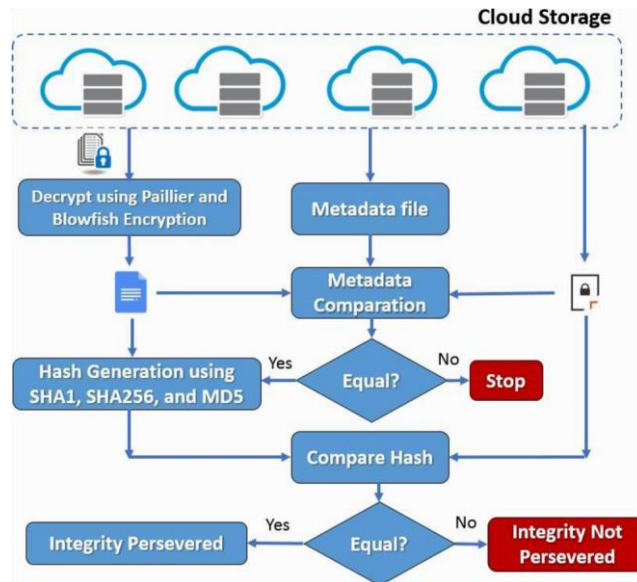 Cloud Storage
Decrypt using Paillier and
Blowfish Encryption
Metadata file
Metadata
Comparation
Hash Generation using
SHA1, SHA256, and MD5
Yes
Equal?
No
Stop
Compare Hash
Integrity Persevered
Yes
Equal?
No
Integrity Not
Persevered